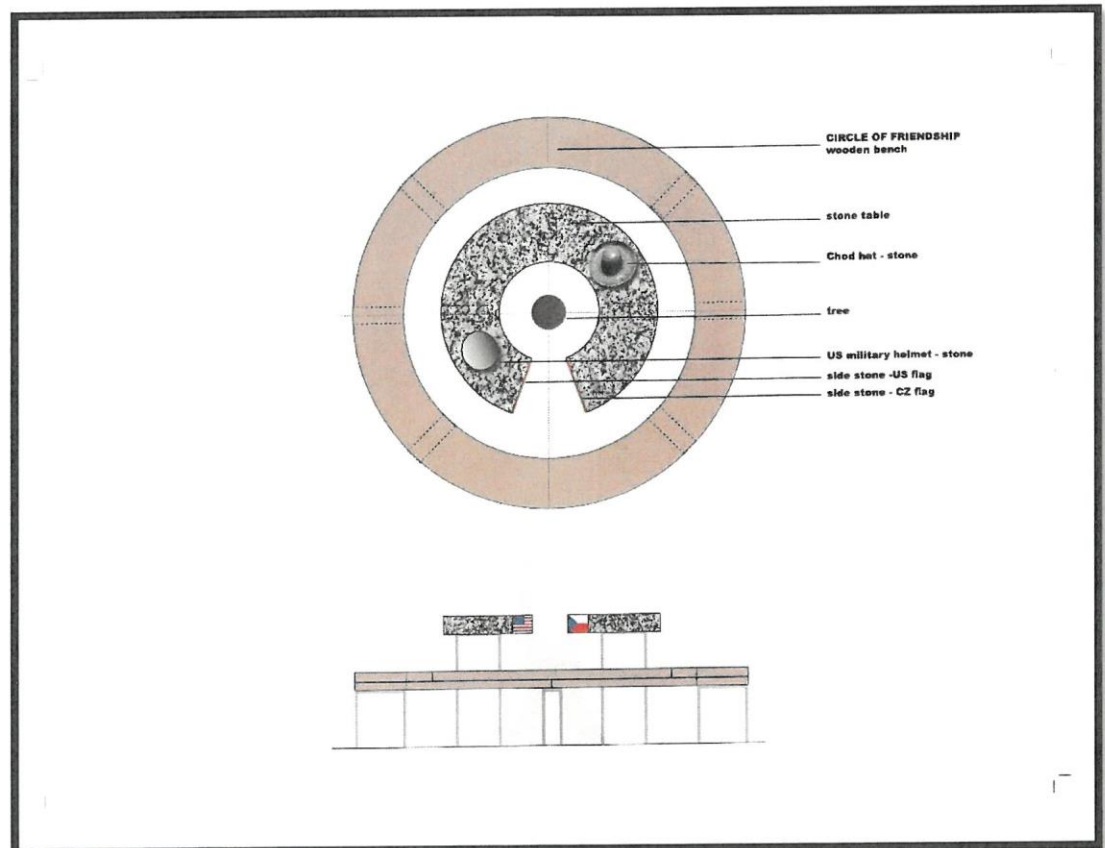 CIRCLE OF FRIENDSHIP
wooden bench
stone table
Chod hat - stone
tree
US military helmet - stone
side stone -US flag
side stone - CZ flag